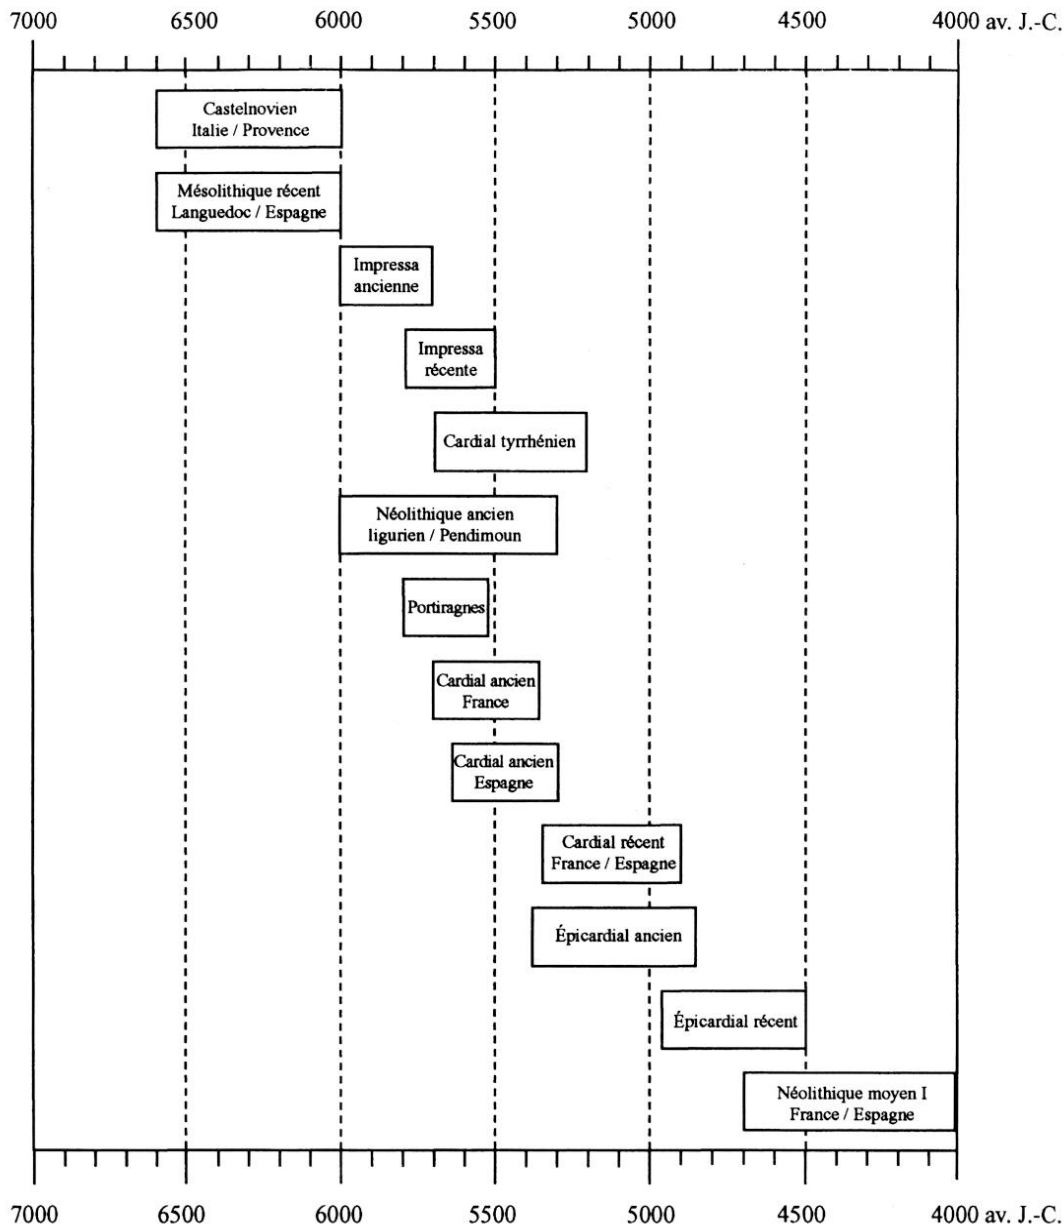 7000 6500 6000 5500 5000 4500 4000 av. J.-C.
Castelnovien
Italie / Provence
Mésolithique récent
Languedoc / Espagne
Impressa
ancienne
Impressa
récente
Cardial tyrrhénien
Néolithique ancien
ligurien / Pendimoun
Portiragnes
Cardial ancien
France
Cardial ancien
Espagne
Cardial récent
France / Espagne
Épicardial ancien
Épicardial récent
Néolithique moyen I
France / Espagne
7000 6500 6000 5500 5000 4500 4000 av. J.-C.